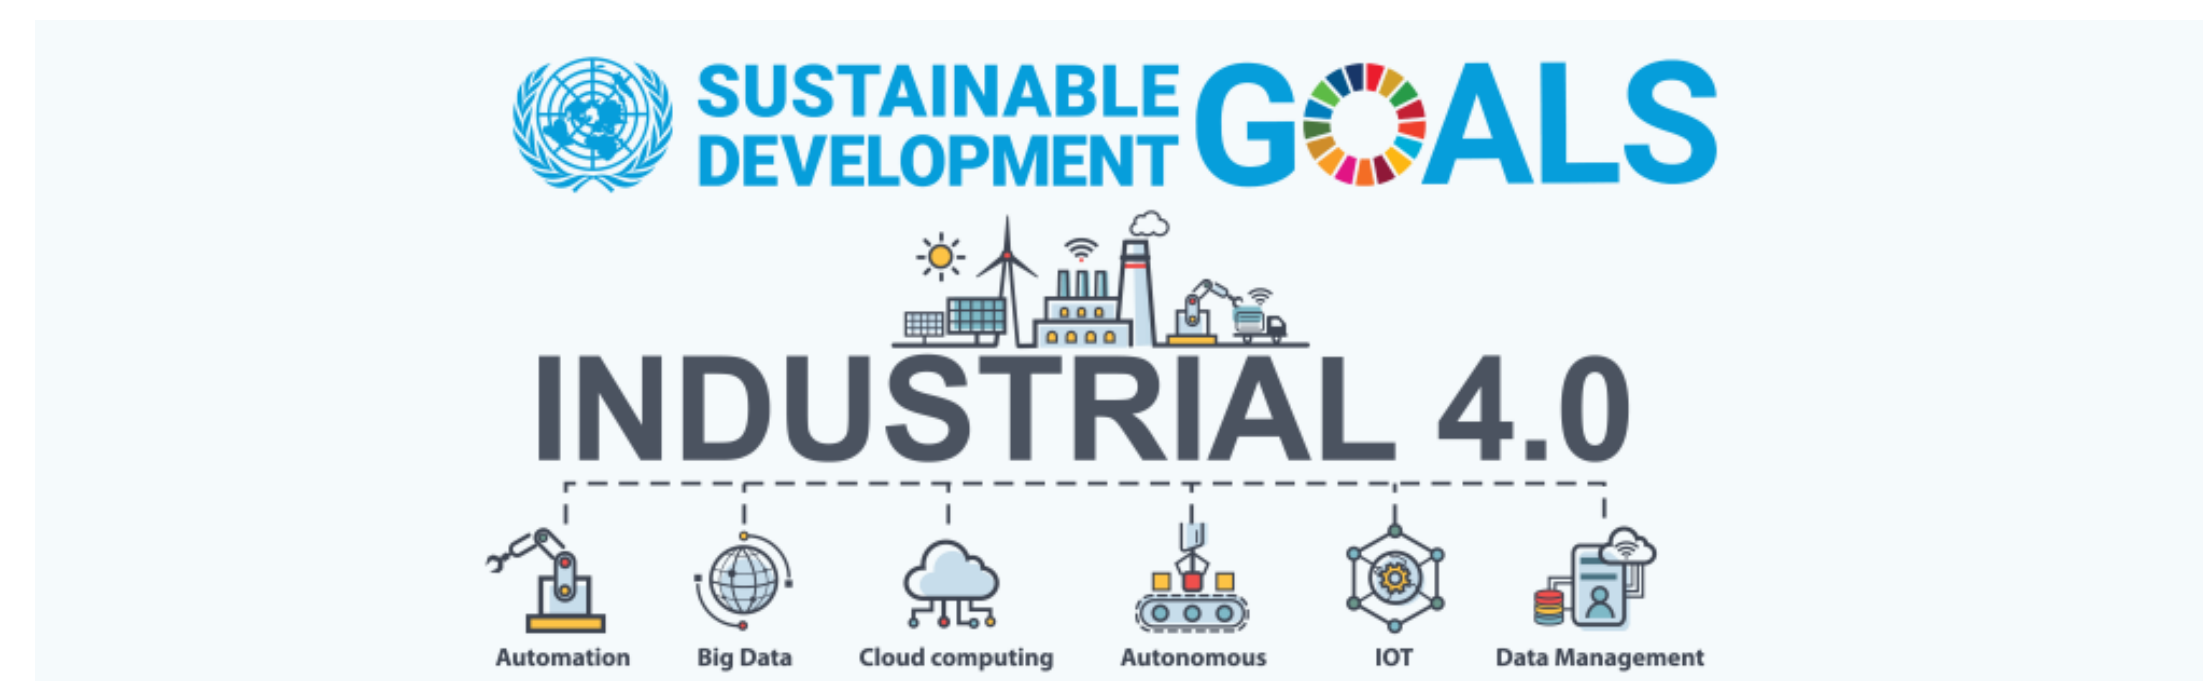 SUSTAINABLE
DEVELOPMENT
GOALS
INDUSTRIAL 4.0
Automation
Big Data
Cloud computing
Autonomous
IOT
Data Management